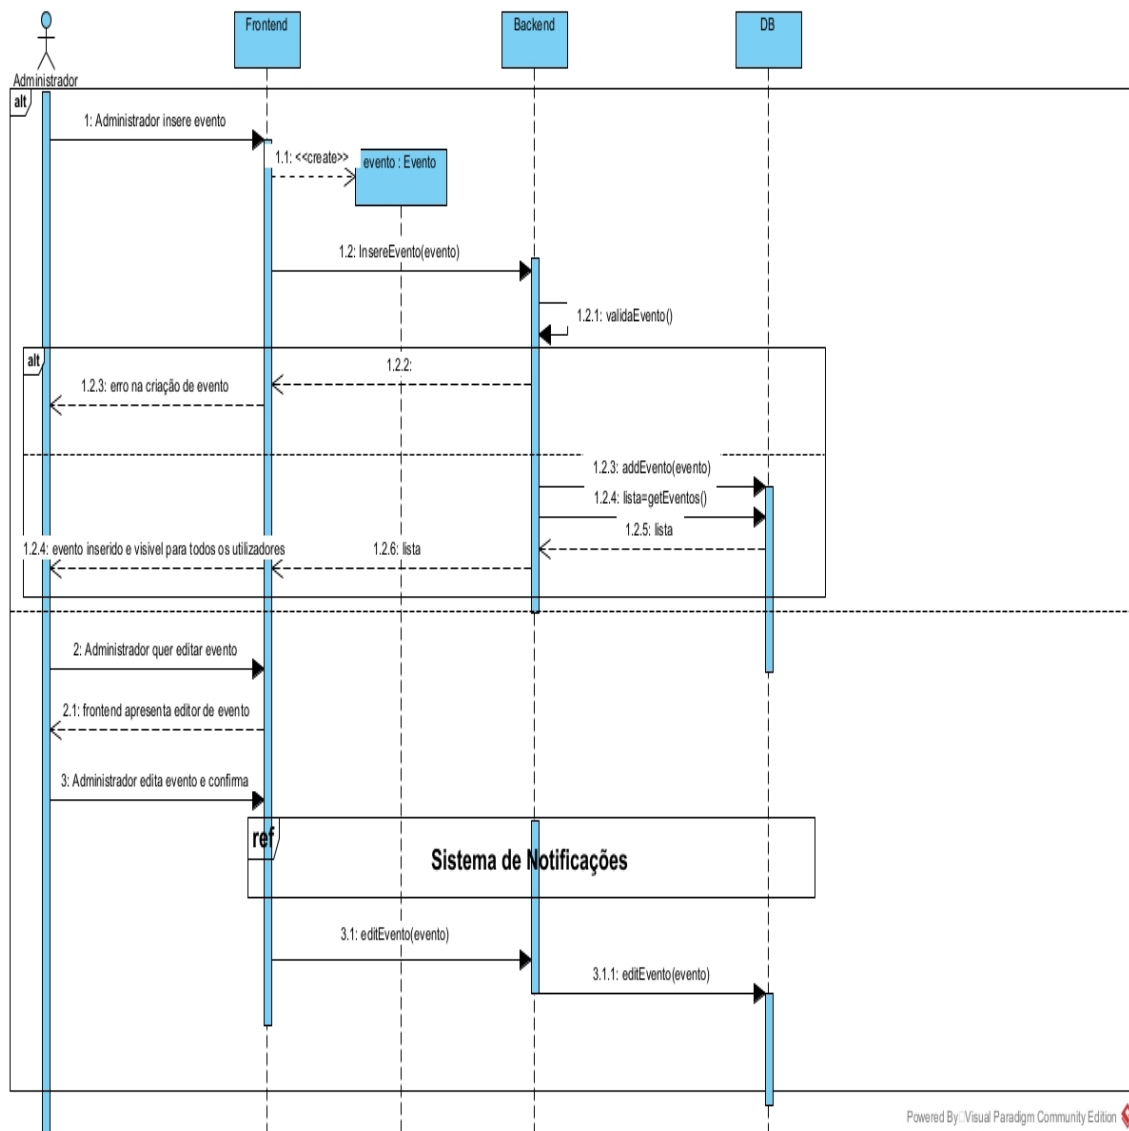 Frontend
Backend
DB
Administrador
alt
1: Administrador insere evento
1.1: <<create>>
evento : Evento
1.2: InsereEvento(evento)
1.2.1: validaEvento()
alt
1.2.2:
1.2.3: erro na criação de evento
1.2.3: addEvento(evento)
1.2.4: lista=getEventos()
1.2.5: lista
1.2.4: evento inserido e visivel para todos os utilizadores
1.2.6: lista
2: Administrador quer editar evento
2.1: frontend apresenta editor de evento
3: Administrador edita evento e confirma
ref
Sistema de Notificações
3.1: editEvento(evento)
3.1.1: editEvento(evento)
Powered By Visual Paradigm Community Edition